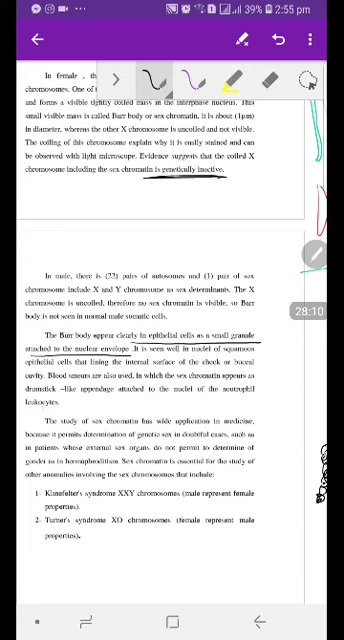 39% 2:55 pm
In female , th
chromosomes. One of t
and forms a visible tightly coiled mass in the interphase nucleus. This
small visible mass is called Barr body or sex chromatin, it is about (1μm)
in diameter, whereas the other X chromosome is uncoiled and not visible.
The coiling of this chromosome explain why it is easily stained and can
be observed with light microscope. Evidence suggests that the coiled X
chromosome including the sex chromatin is genetically inactive.
In male, there is (22) pairs of autosomes and (1) pair of sex
chromosome include X and Y chromosome as sex determinants. The X
chromosome is uncoiled, therefore no sex chromatin is visible, so Barr
body is not seen in normal male somatic cells.
28:10
The Barr body appear clearly in epithelial cells as a small granule
attached to the nuclear envelope .It is seen well in nuclei of squamous
epithelial cells that lining the internal surface of the cheek or buccal
cavity. Blood smears are also used, in which the sex chromatin appears as
drumstick –like appendage attached to the nuclei of the neutrophil
leukocytes.
The study of sex chromatin has wide application in medicine,
because it permits determination of genetic sex in doubtful cases, such as
in patients whose external sex organs do not permit to determine of
gender as in hermaphroditism. Sex chromatin is essential for the study of
other anomalies involving the sex chromosomes that include:
1- Klinefelter's syndrome XXY chromosomes (male represent female
properties).
2- Turner's syndrome XO chromosomes (female represent male
properties).